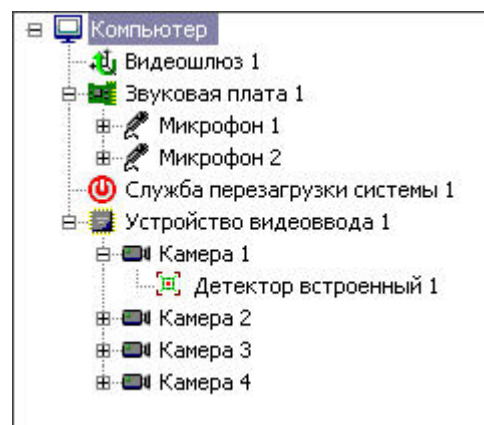 Компьютер
Видеошлюз 1
Звуковая плата 1
Микрофон 1
Микрофон 2
Служба перезагрузки системы 1
Устройство видеоввода 1
Камера 1
Детектор встроенный 1
Камера 2
Камера 3
Камера 4